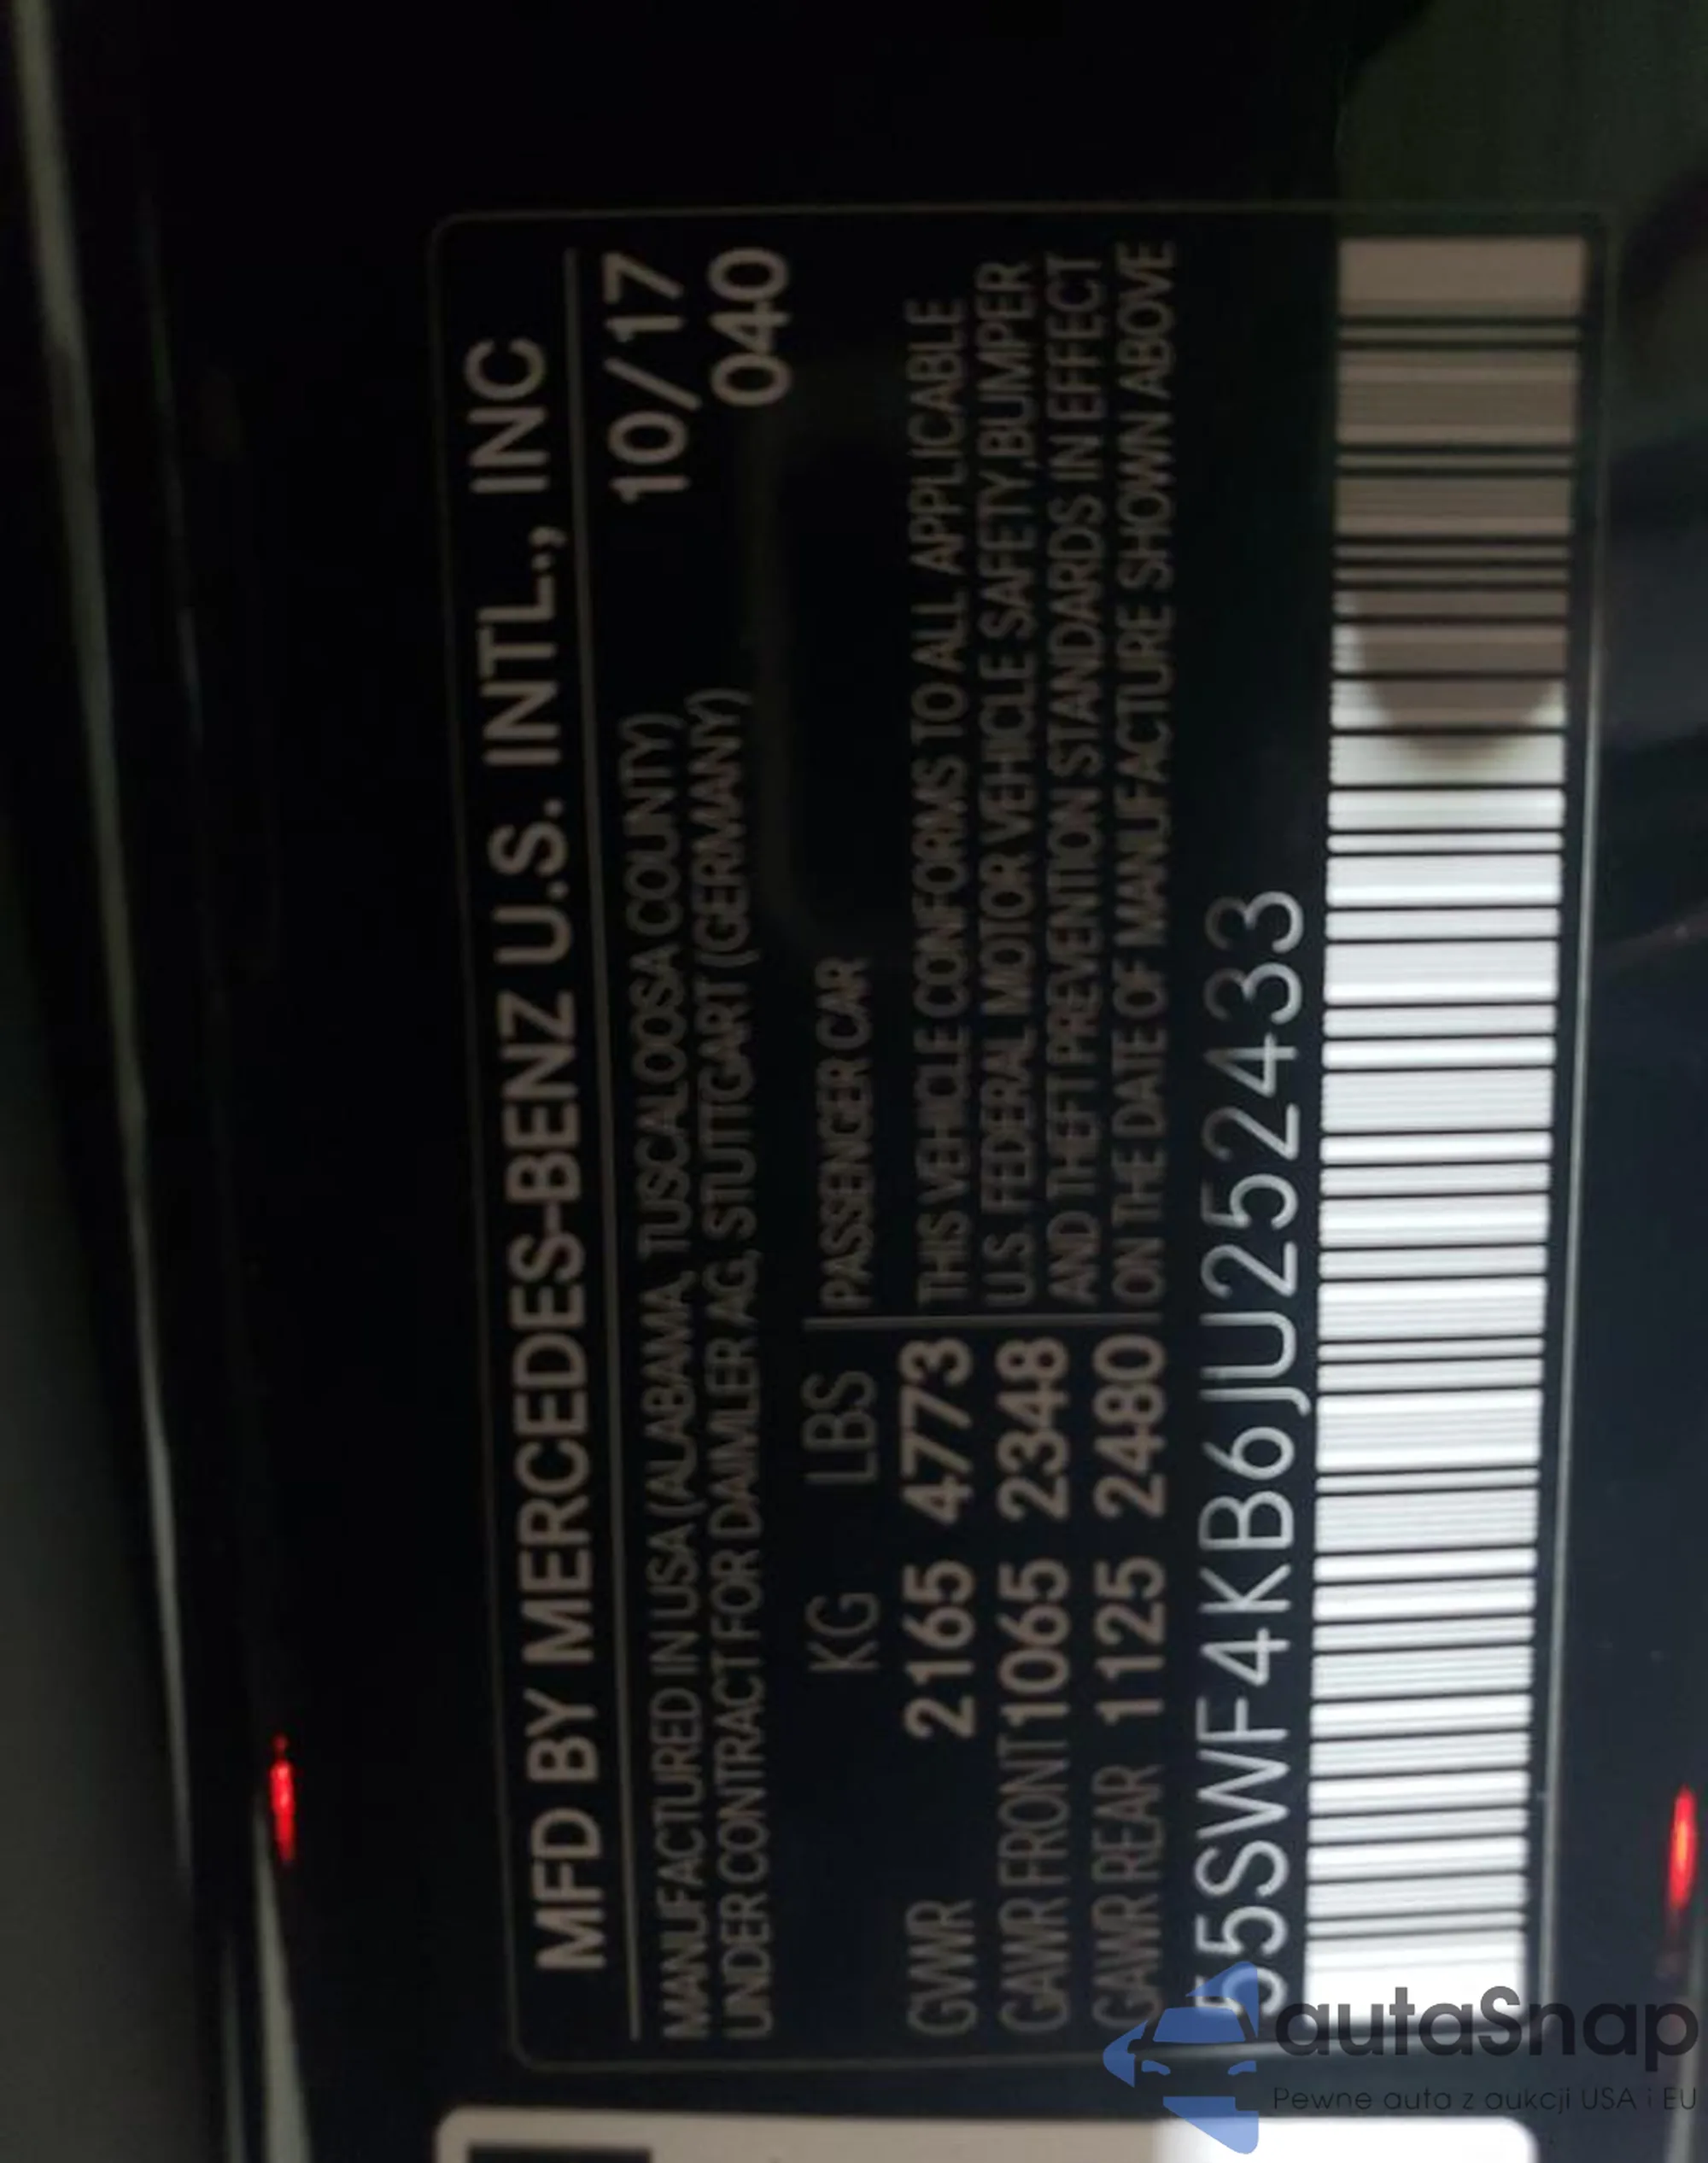 MFD BY MERCEDES-BENZ U.S. INTL., INC
MANUFACTURED IN USA (ALABAMA, TUSCALOOSA COUNTY) 10/17
UNDER CONTRACT FOR DAIMLER AG, STUTTGART (GERMANY) 040
KG LBS PASSENGER CAR
GVWR 2165 4773 THIS VEHICLE CONFORMS TO ALL APPLICABLE
GAWR FRONT 1065 2348 U.S. FEDERAL MOTOR VEHICLE SAFETY,BUMPER
AND THEFT PREVENTION STANDARDS IN EFFECT
GAWR REAR 1125 2480 ON THE DATE OF MANUFACTURE SHOWN ABOVE
55SWF4KB6JU252433
autaSnap
Pewne auta z aukcji USA i EU